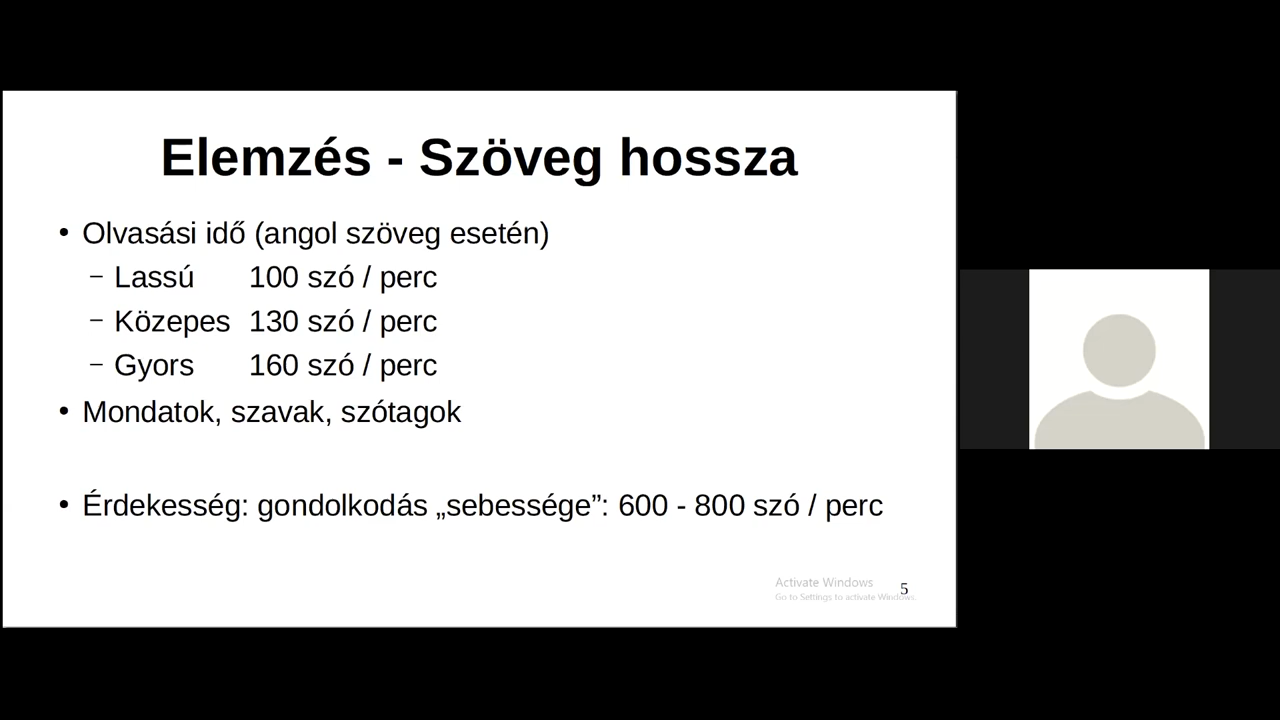 Elemzés - Szöveg hossza
• Olvasási idő (angol szöveg esetén)
– Lassú 100 szó / perc
– Közepes 130 szó / perc
– Gyors 160 szó / perc
• Mondatok, szavak, szótagok
• Érdekesség: gondolkodás „sebessége”: 600 - 800 szó / perc
Activate Windows
Go to Settings to activate Windows.
5